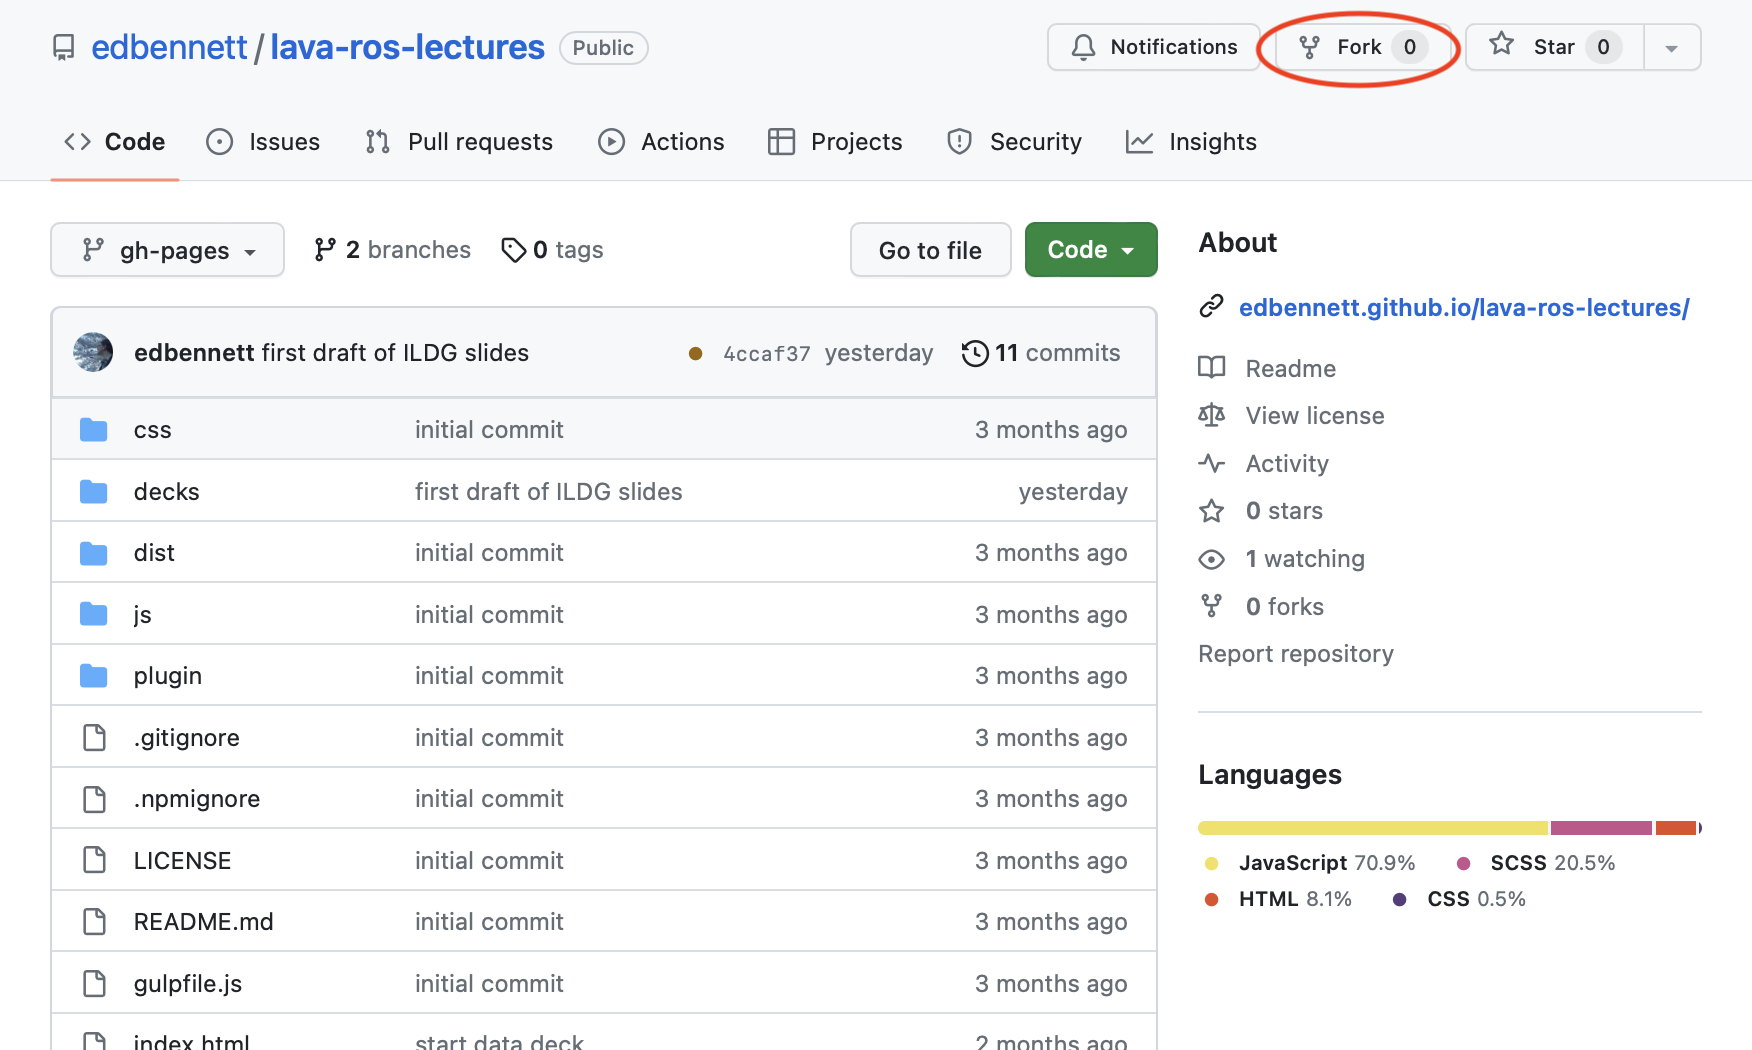 edbennett/lava-ros-lectures Public Notifications Fork 0 Star 0
Code Issues Pull requests Actions Projects Security Insights
gh-pages 2 branches 0 tags Go to file Code
edbennett first draft of ILDG slides 4ccaf37 yesterday 11 commits
css initial commit 3 months ago
decks first draft of ILDG slides yesterday
dist initial commit 3 months ago
js initial commit 3 months ago
plugin initial commit 3 months ago
.gitignore initial commit 3 months ago
.npmignore initial commit 3 months ago
LICENSE initial commit 3 months ago
README.md initial commit 3 months ago
gulpfile.js initial commit 3 months ago
index.html start data deck 2 months ago
About
edbennett.github.io/lava-ros-lectures/
Readme
View license
Activity
0 stars
1 watching
0 forks
Report repository
Languages
JavaScript 70.9% SCSS 20.5%
HTML 8.1% CSS 0.5%